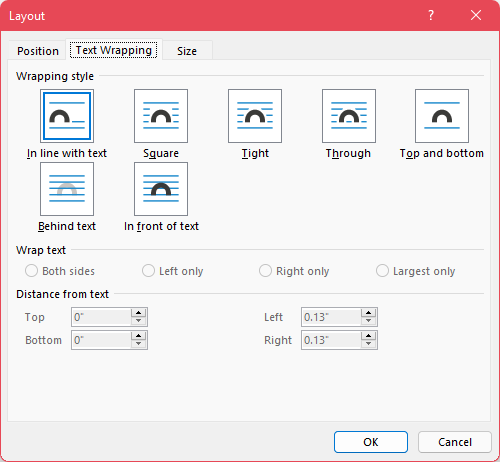 Layout
?
Position Text Wrapping Size
Wrapping style
In line with text Square Tight Through Top and bottom
Behind text In front of text
Wrap text
Both sides Left only Right only Largest only
Distance from text
Top 0" Left 0.13"
Bottom 0" Right 0.13"
OK Cancel